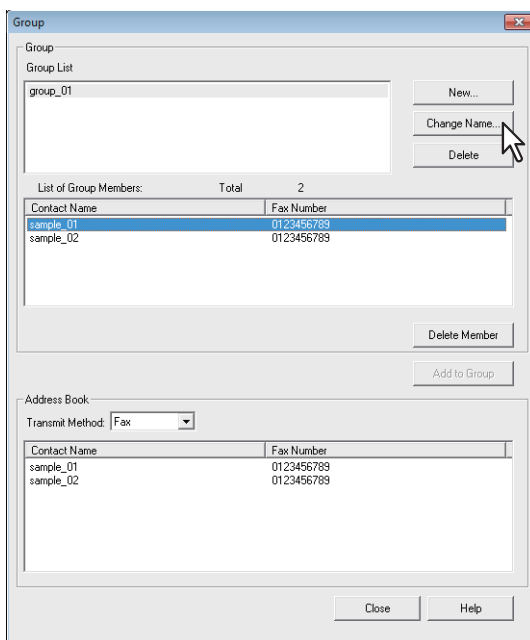 Group
Group
Group List
group_01
New...
Change Name...
Delete
List of Group Members: Total 2
Contact Name Fax Number
sample_01 0123456789
sample_02 0123456789
Delete Member
Add to Group
Address Book
Transmit Method: Fax
Contact Name Fax Number
sample_01 0123456789
sample_02 0123456789
Close Help